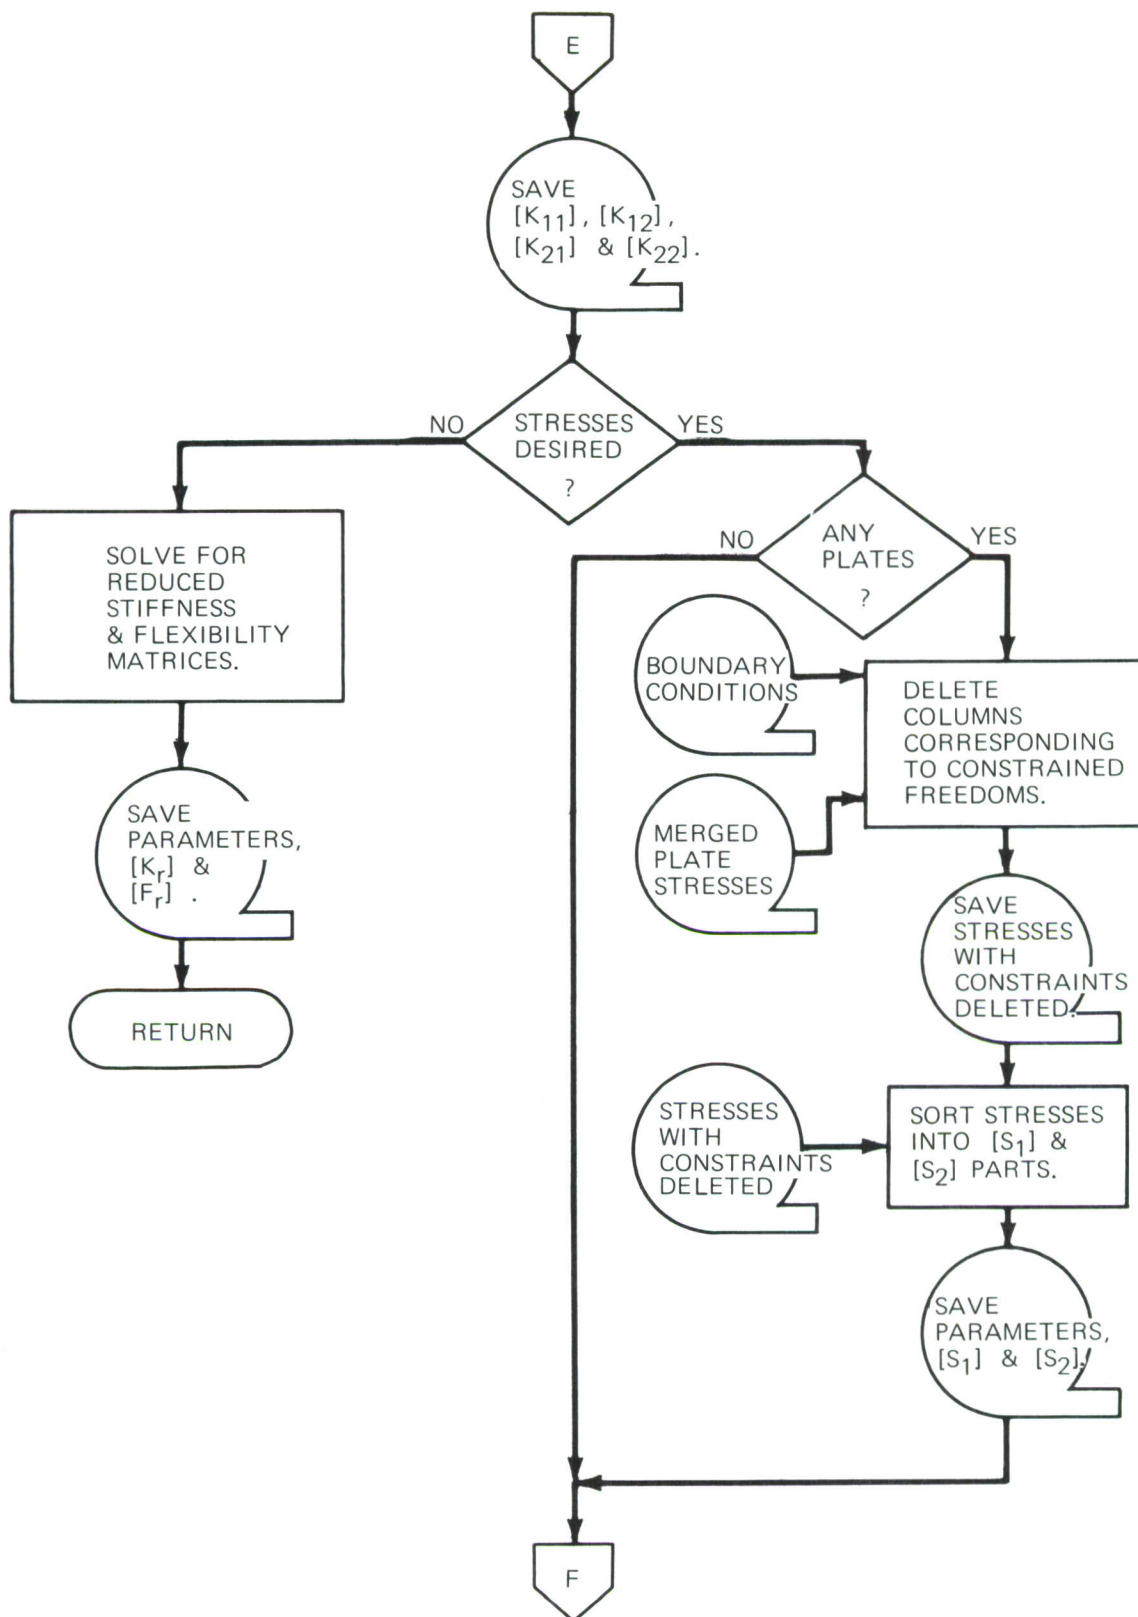 E
SAVE
[K11], [K12],
[K21] & [K22].
NO
STRESSES
DESIRED
?
YES
SOLVE FOR
REDUCED
STIFFNESS
& FLEXIBILITY
MATRICES.
SAVE
PARAMETERS,
[Kr] &
[Fr] .
RETURN
NO
ANY
PLATES
?
YES
BOUNDARY
CONDITIONS
MERGED
PLATE
STRESSES
DELETE
COLUMNS
CORRESPONDING
TO CONSTRAINED
FREEDOMS.
SAVE
STRESSES
WITH
CONSTRAINTS
DELETED.
STRESSES
WITH
CONSTRAINTS
DELETED
SORT STRESSES
INTO [S1] &
[S2] PARTS.
SAVE
PARAMETERS,
[S1] & [S2].
F